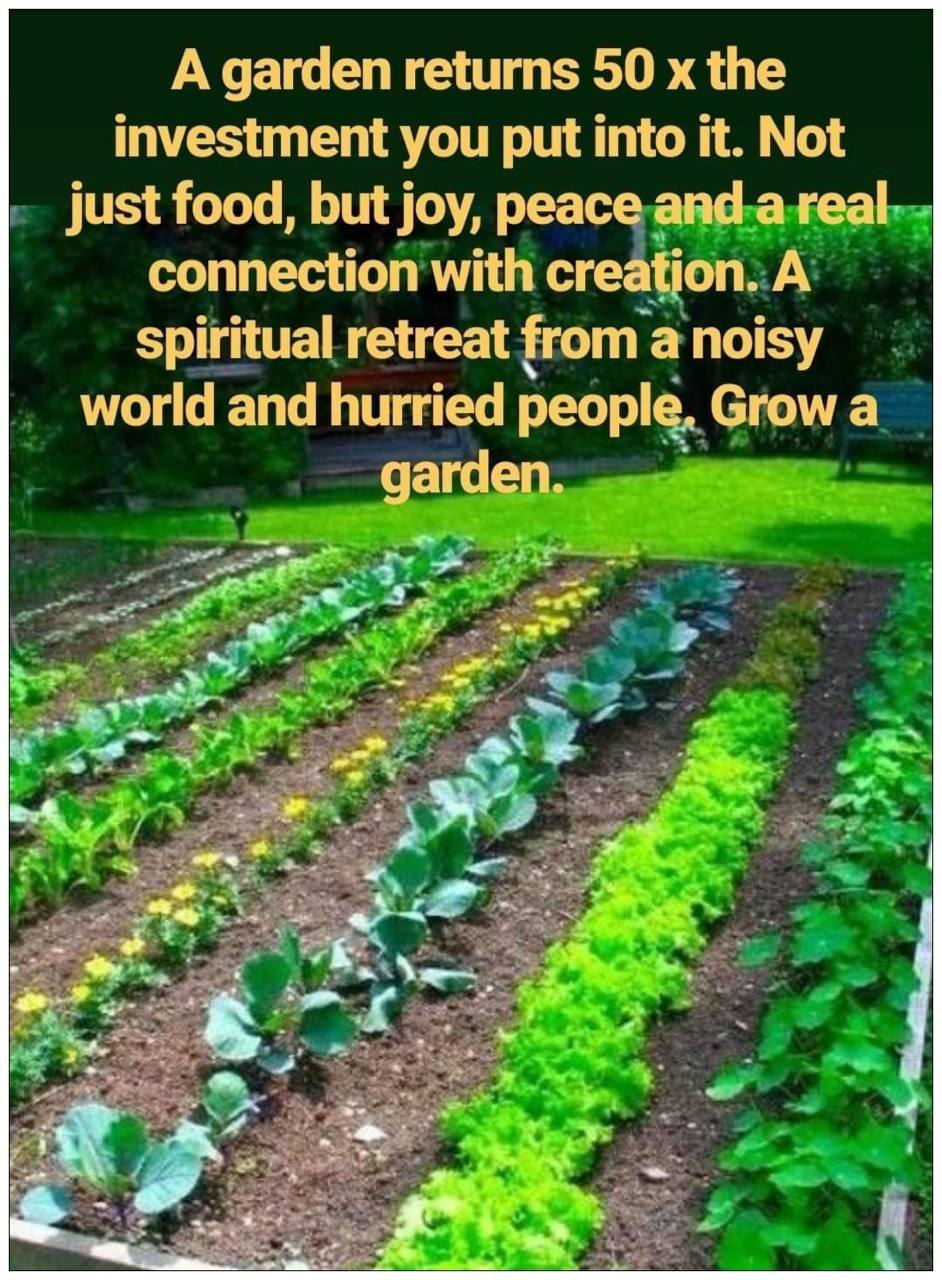 A garden returns 50 x the
investment you put into it. Not
just food, but joy, peace and a real
connection with creation. A
spiritual retreat from a noisy
world and hurried people. Grow a
garden.